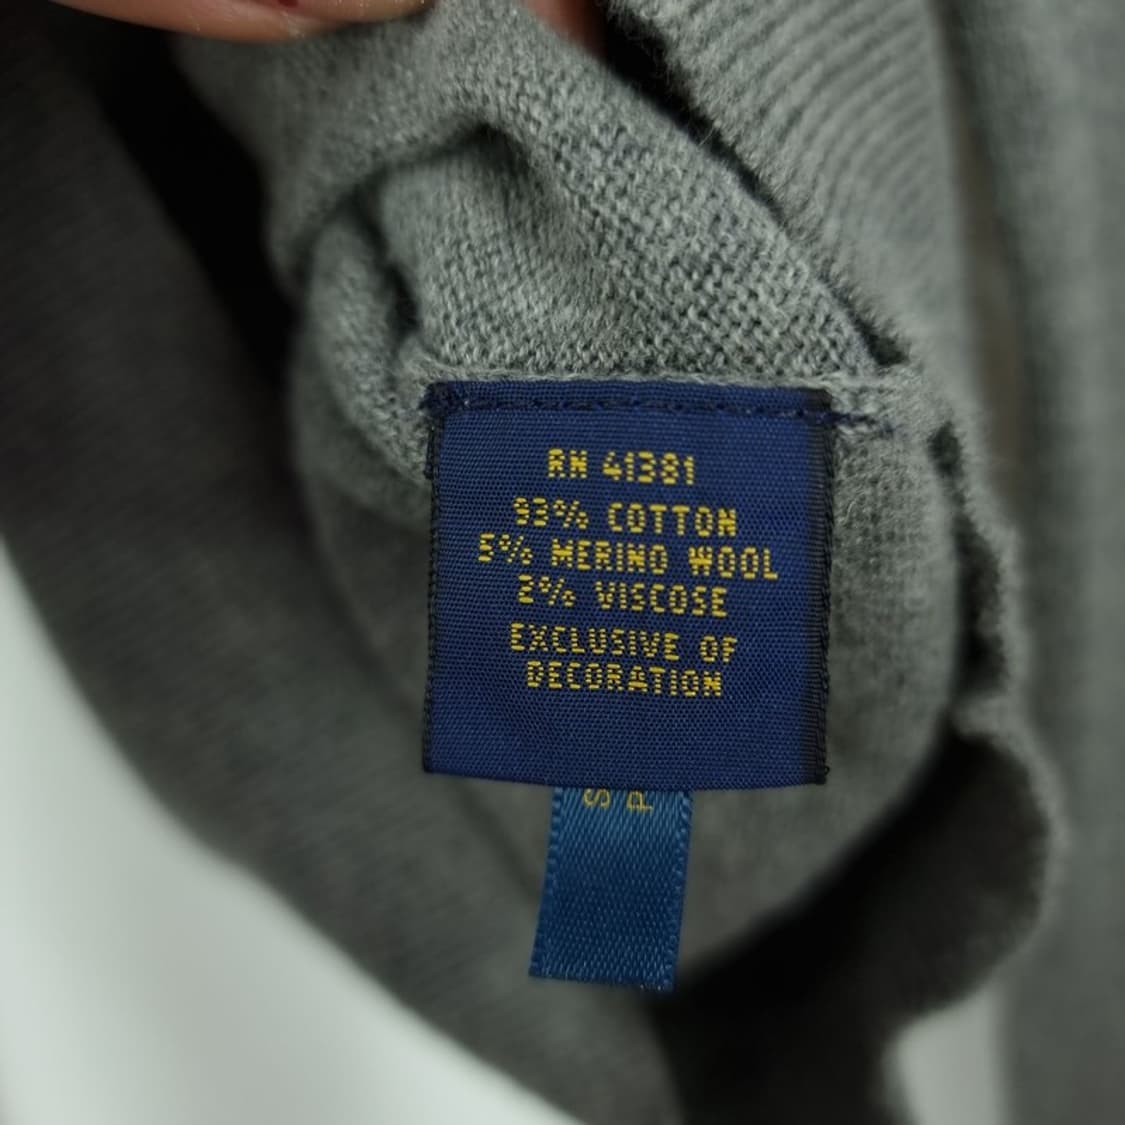 RN 41381
93% COTTON
5% MERINO WOOL
2% VISCOSE
EXCLUSIVE OF
DECORATION
S
P